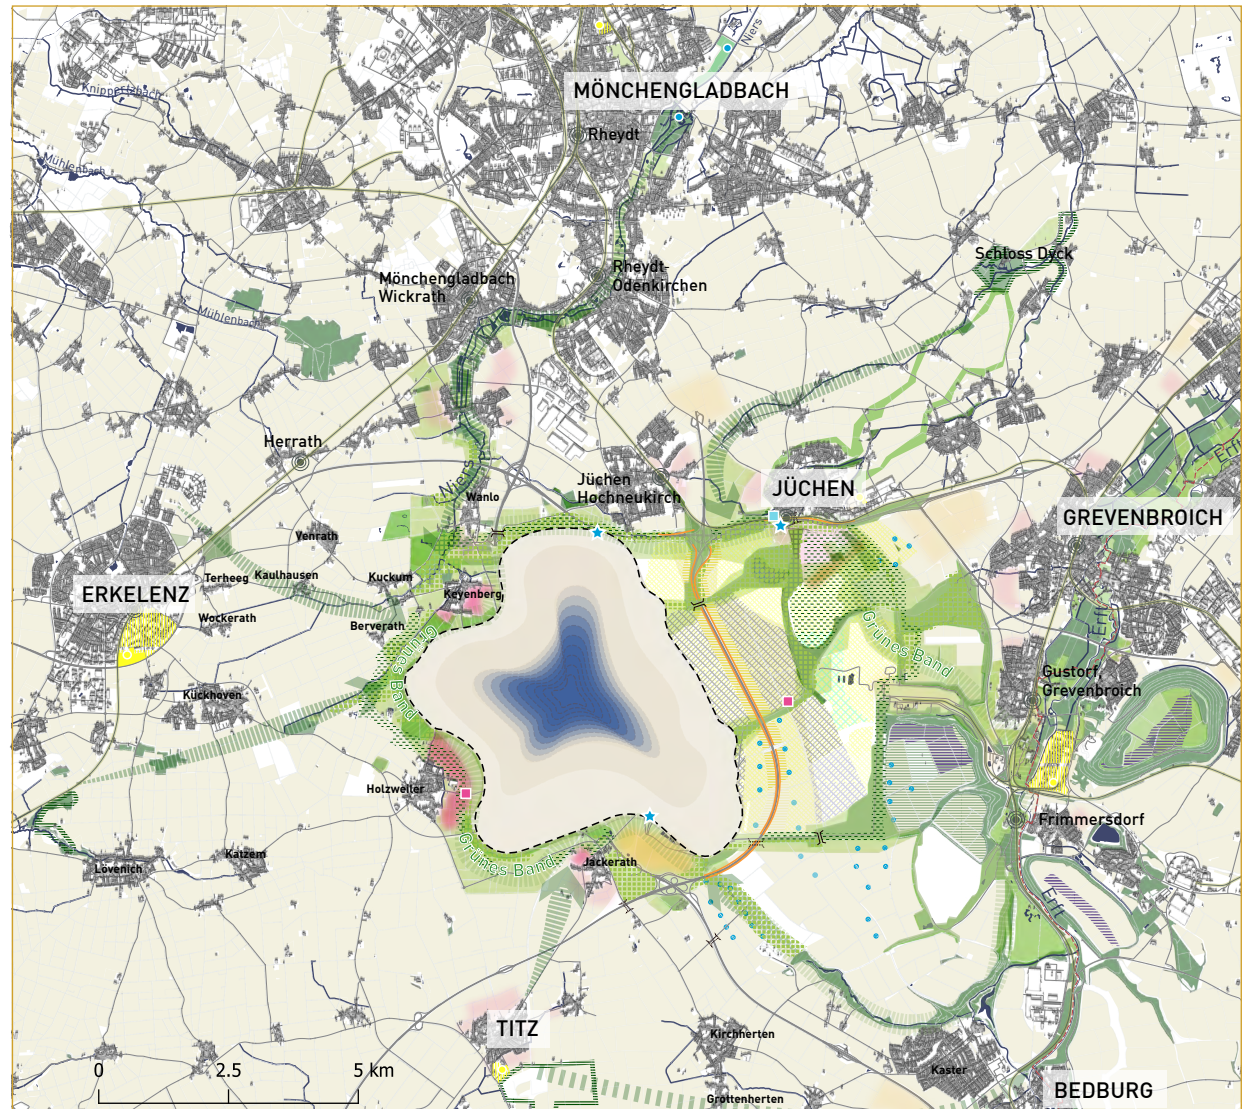 Niers
MÖNCHENGLADBACH
Knippertzbach
Rheydt
Mühlenbach
Schloss Dyck
Rheydt-
Odenkirchen
Mönchengladbach
Wickrath
Mühlenbach
Herrath
Niers
Erft
Jüchen
Hochneukirch
JÜCHEN
Wanlo
GREVENBROICH
Venrath
Terheeg
Kaulhausen
Kuckum
Keyenberg
ERKELENZ
Wockerath
Berverath
Erft
Grünes Band
Grünes Band
Gustorf,
Grevenbroich
Kückhoven
Holzweiler
Frimmersdorf
Grünes Band
Katzem
Lövenich
Jackerath
Erft
TITZ
Kirchherten
0
2.5
5 km
Kaster
BEDBURG
Grottenherten